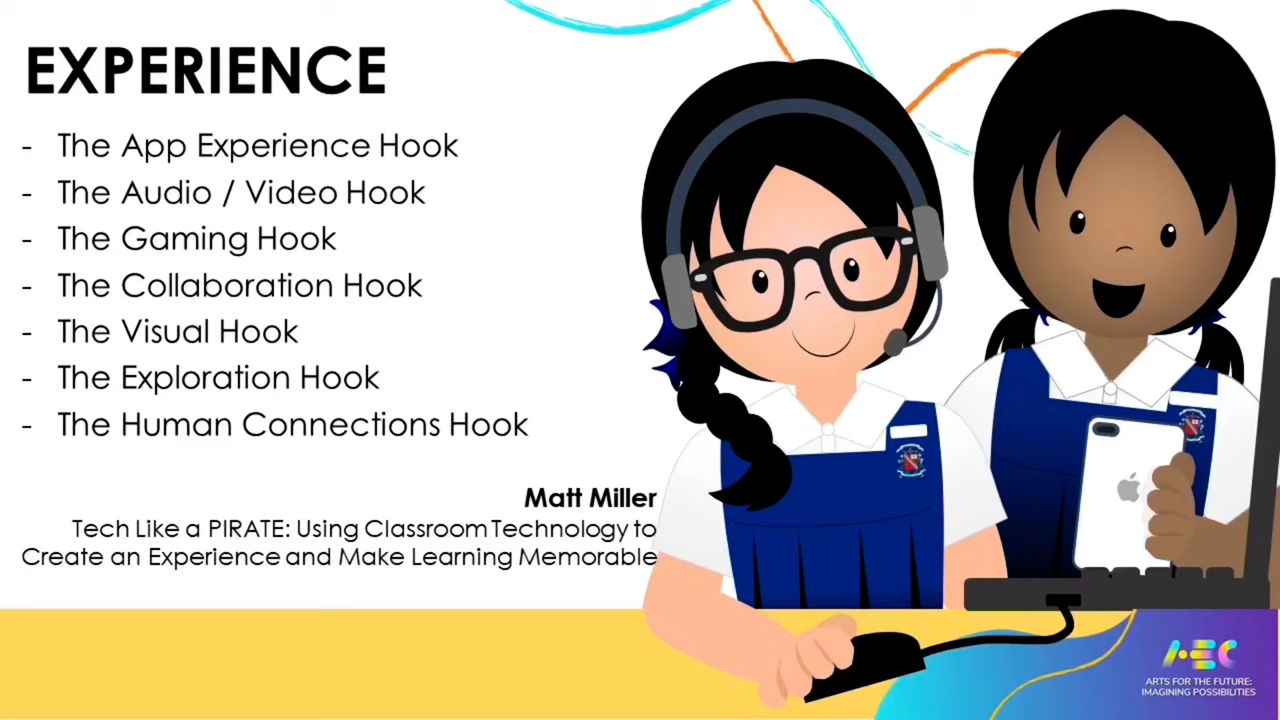 EXPERIENCE
- The App Experience Hook
- The Audio / Video Hook
- The Gaming Hook
- The Collaboration Hook
- The Visual Hook
- The Exploration Hook
- The Human Connections Hook
Matt Miller
Tech Like a PIRATE: Using Classroom Technology to
Create an Experience and Make Learning Memorable
AEC
ARTS FOR THE FUTURE:
IMAGINING POSSIBILITIES